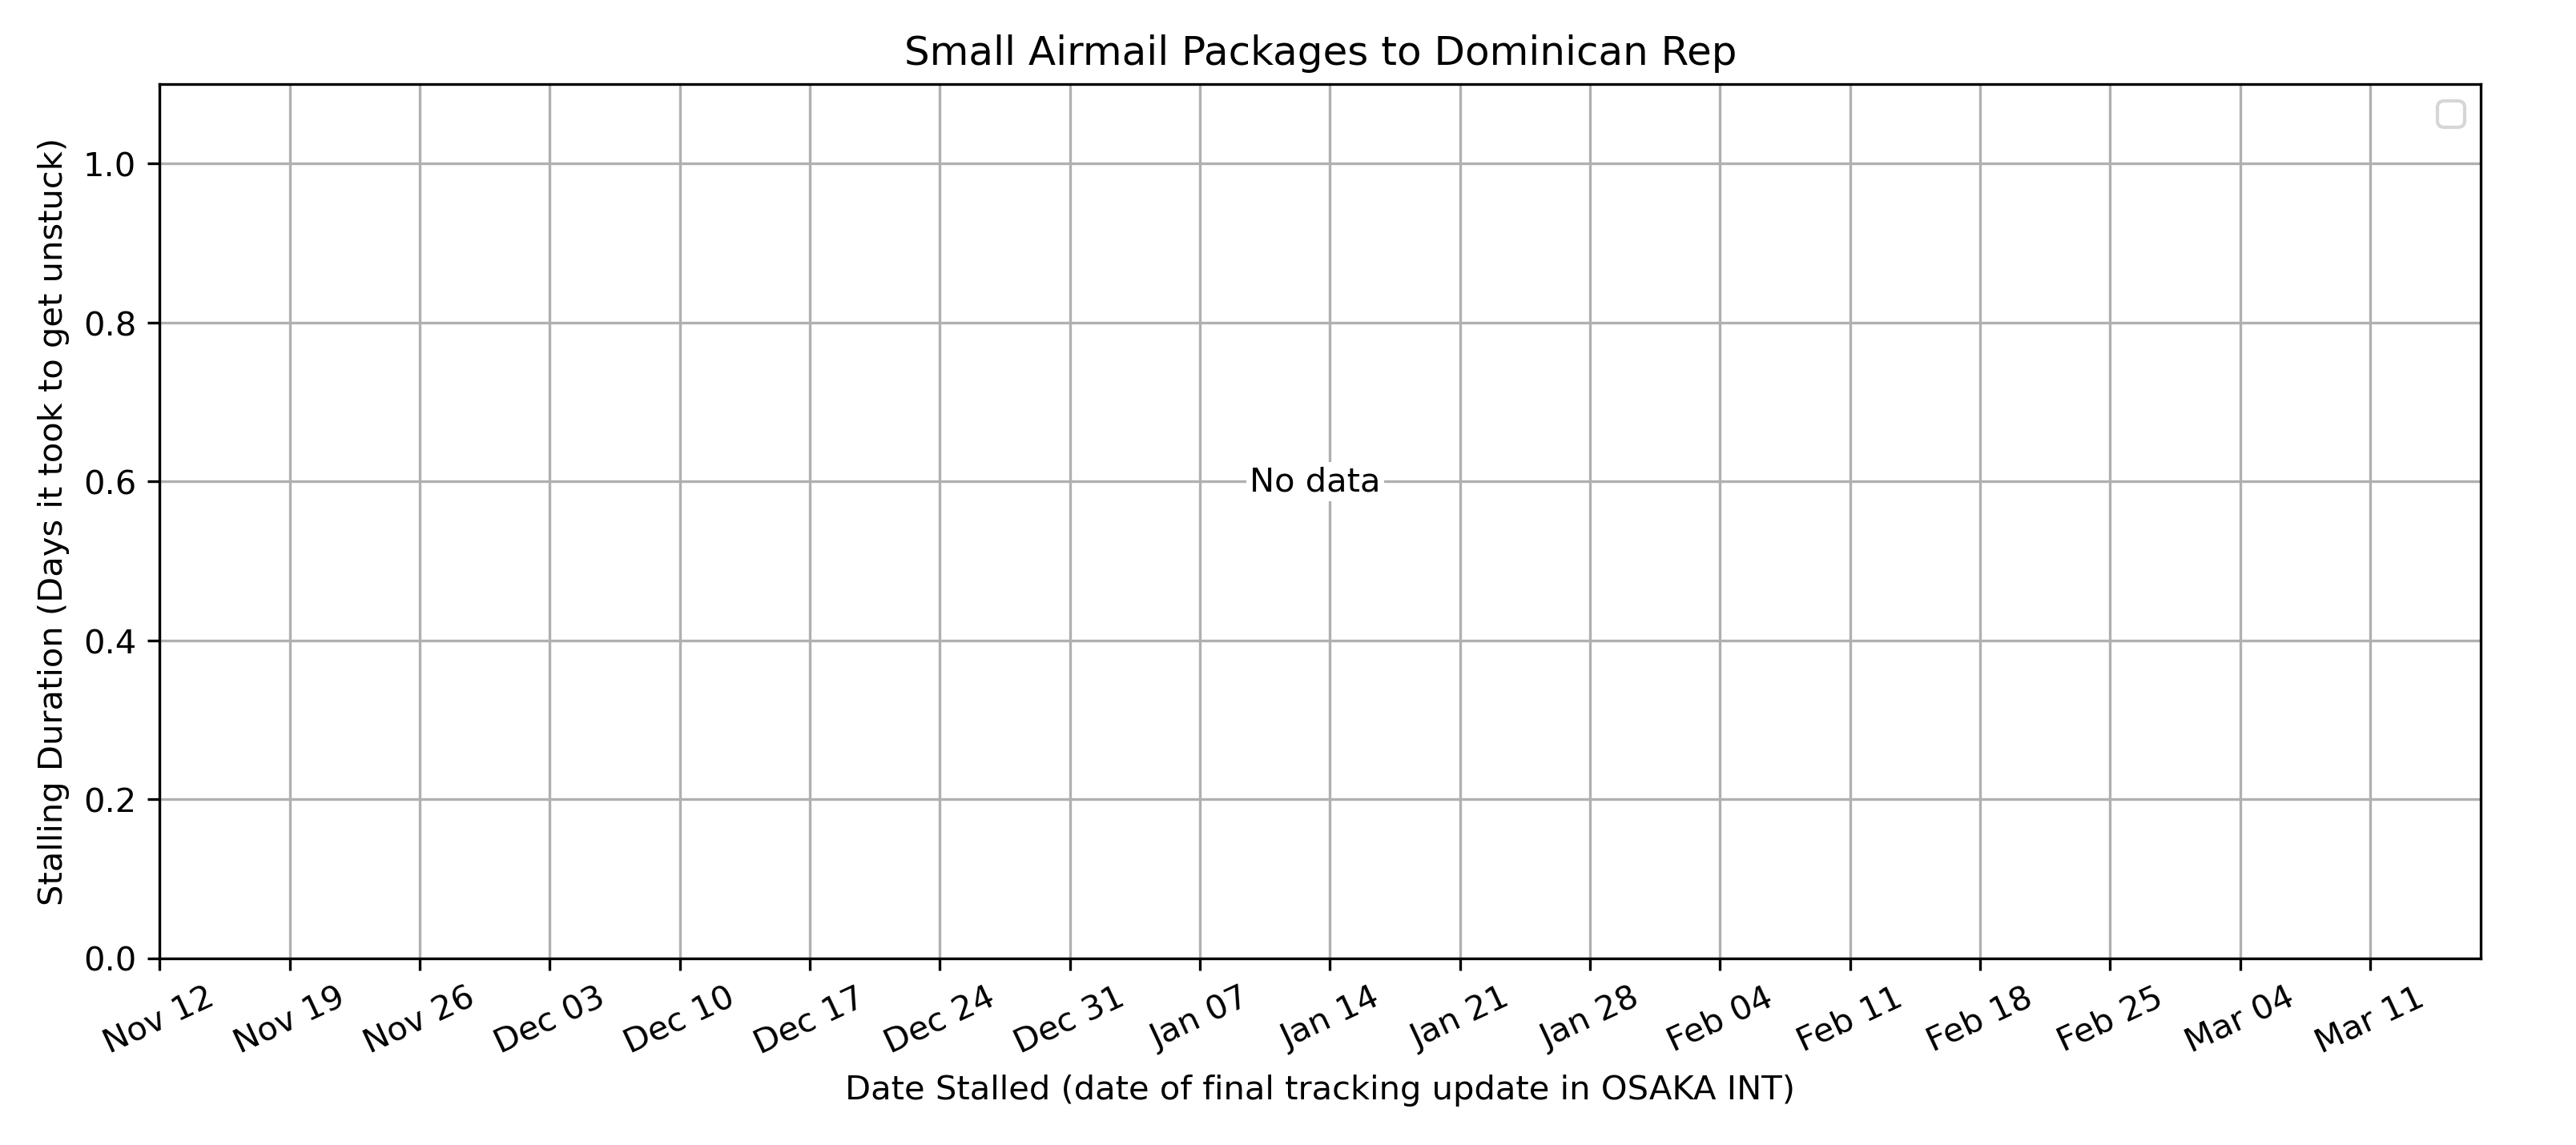 Small Airmail Packages to Dominican Rep
Stalling Duration (Days it took to get unstuck)
1.0
0.8
0.6
0.4
0.2
0.0
No data
Nov 12
Nov 19
Nov 26
Dec 03
Dec 10
Dec 17
Dec 24
Dec 31
Jan 07
Jan 14
Jan 21
Jan 28
Feb 04
Feb 11
Feb 18
Feb 25
Mar 04
Mar 11
Date Stalled (date of final tracking update in OSAKA INT)